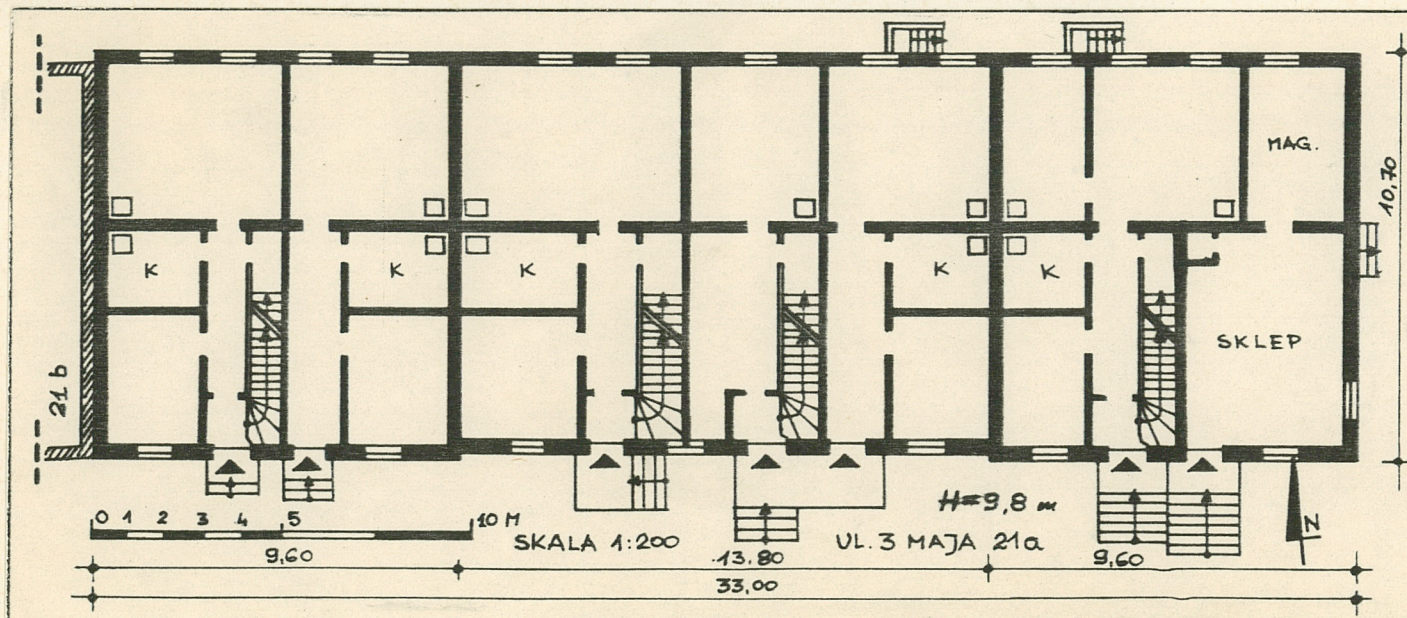 MAG.
10,70
K
K
K
K
K
SKLEP
21b
H=9,8 m
0 1 2 3 4 5 10 M
SKALA 1:200
UL. 3 MAJA 21a
N
9,60
13.80
9,60
33,00